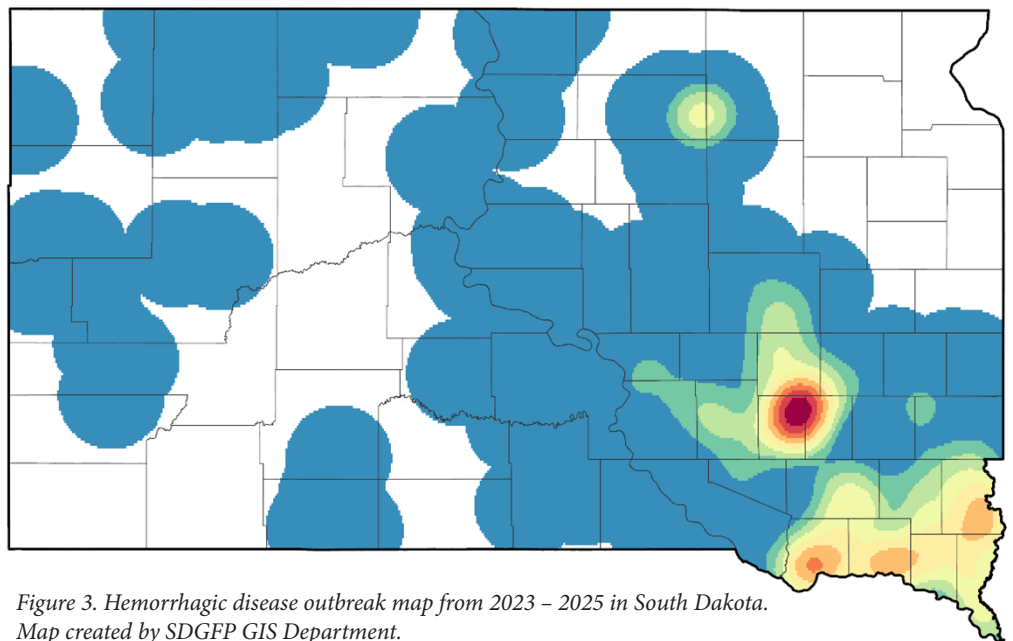 Figure 3. Hemorrhagic disease outbreak map from 2023 – 2025 in South Dakota.
Map created by SDGFP GIS Department.